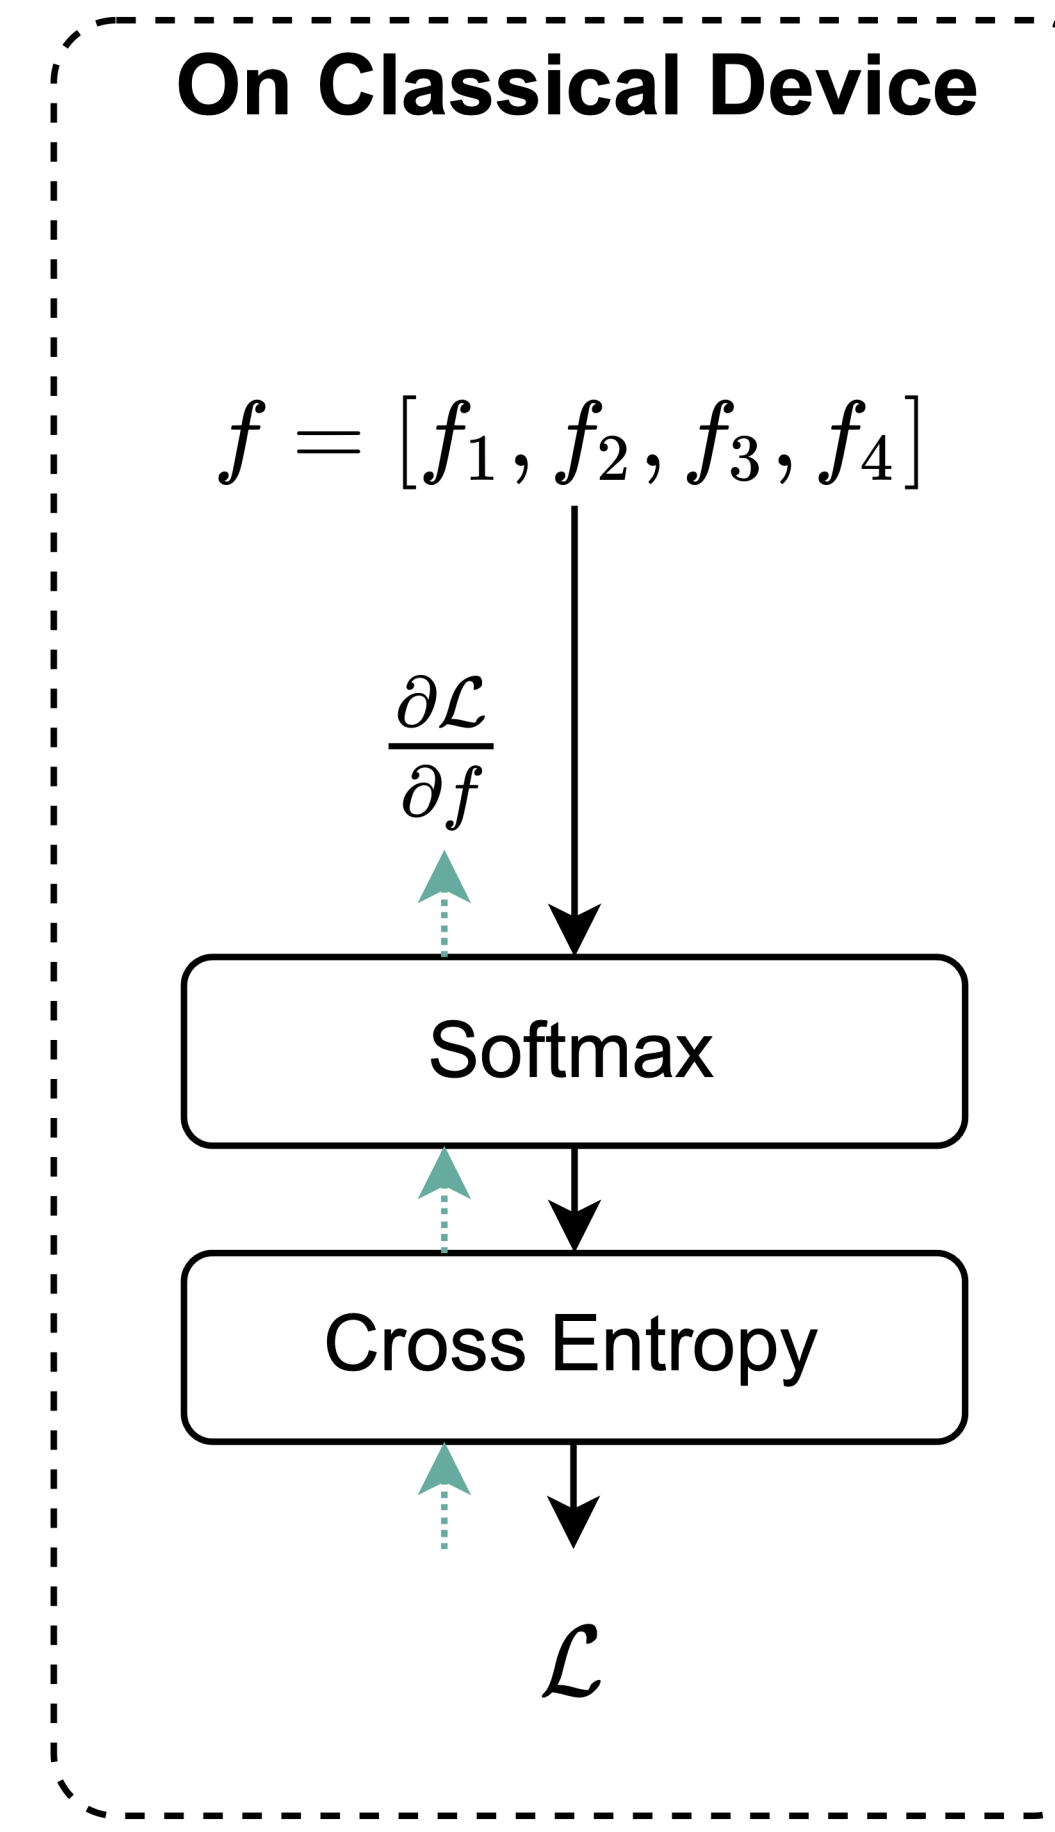 On Classical Device
f = [f₁, f₂, f₃, f₄]
∂ℒ/∂f
Softmax
Cross Entropy
ℒ